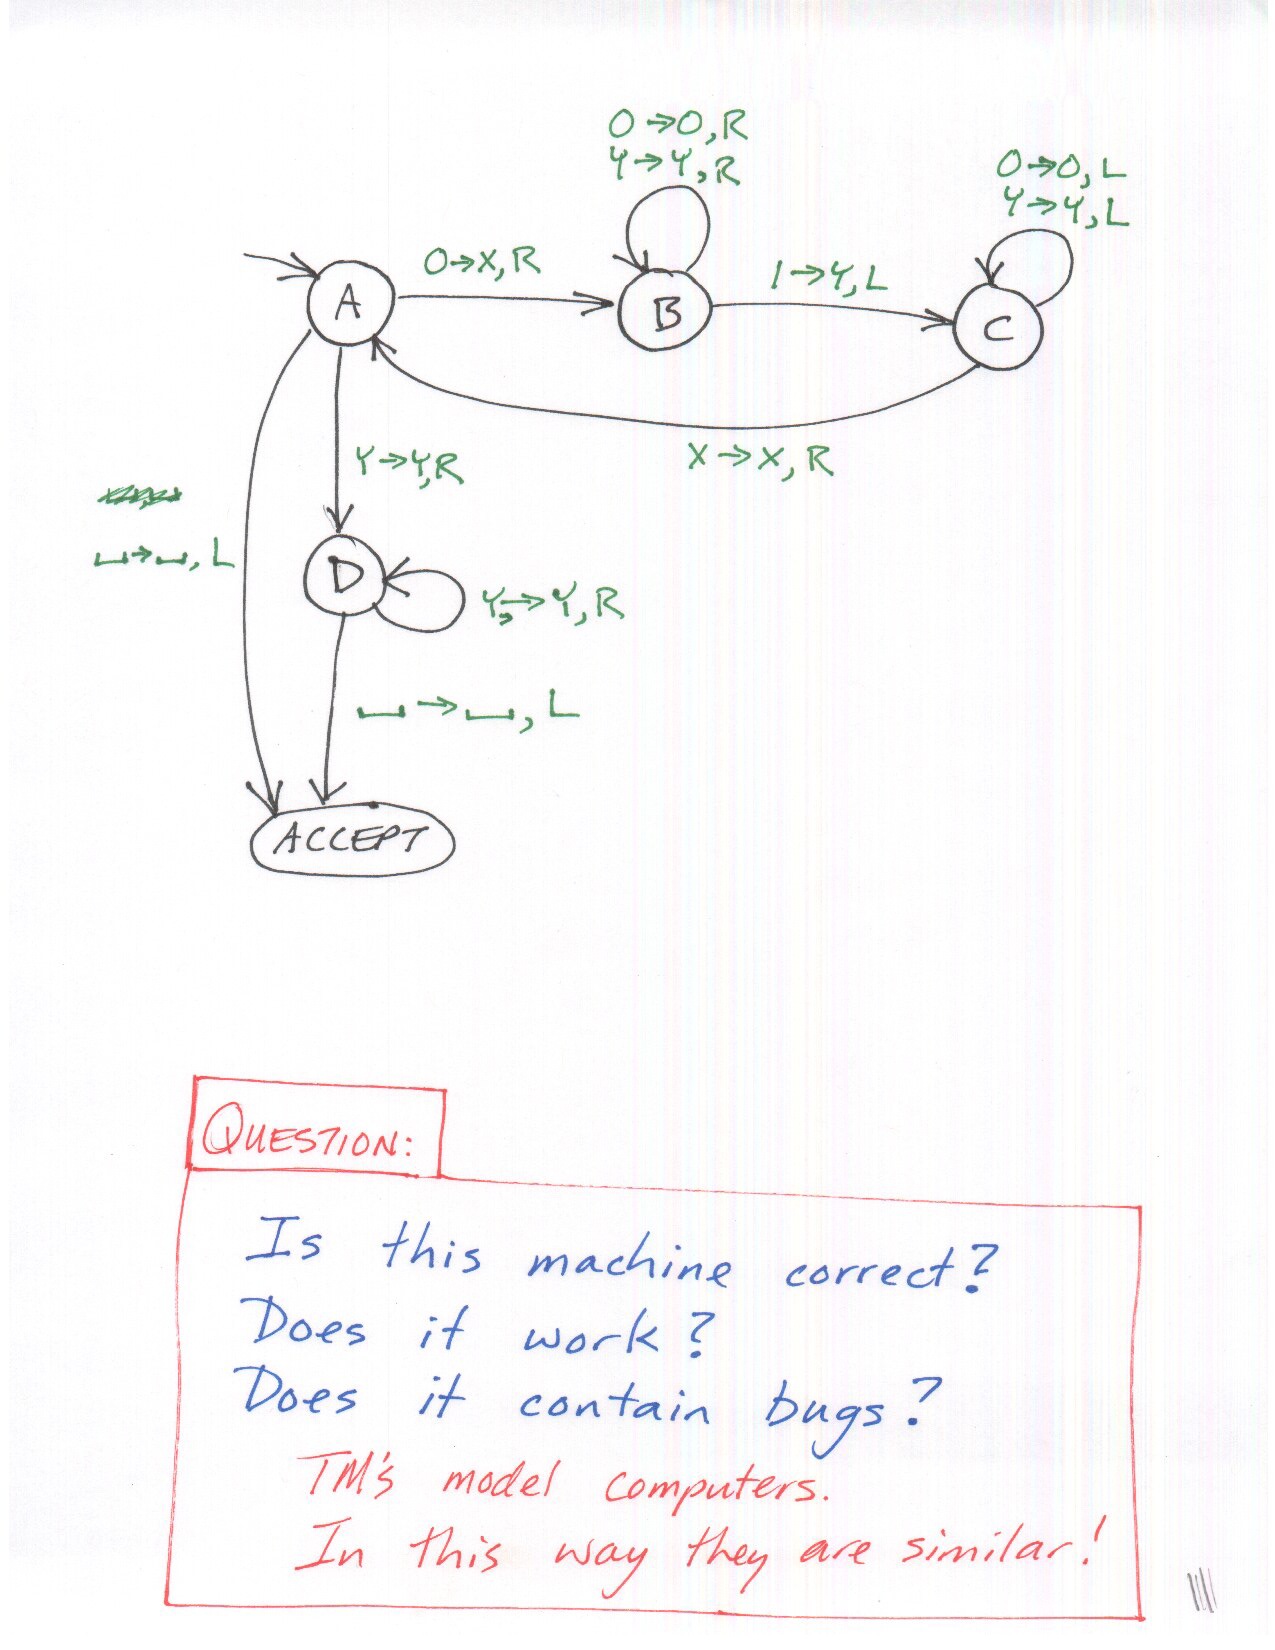 0→0, R
Y→Y, R
0→0, L
Y→Y, L
0→X, R
1→Y, L
A
B
C
X→X, R
Y→Y, R
␣→␣, L
D
Y→Y, R
␣→␣, L
ACCEPT
QUESTION:
Is this machine correct?
Does it work?
Does it contain bugs?
TM's model computers.
In this way they are similar!